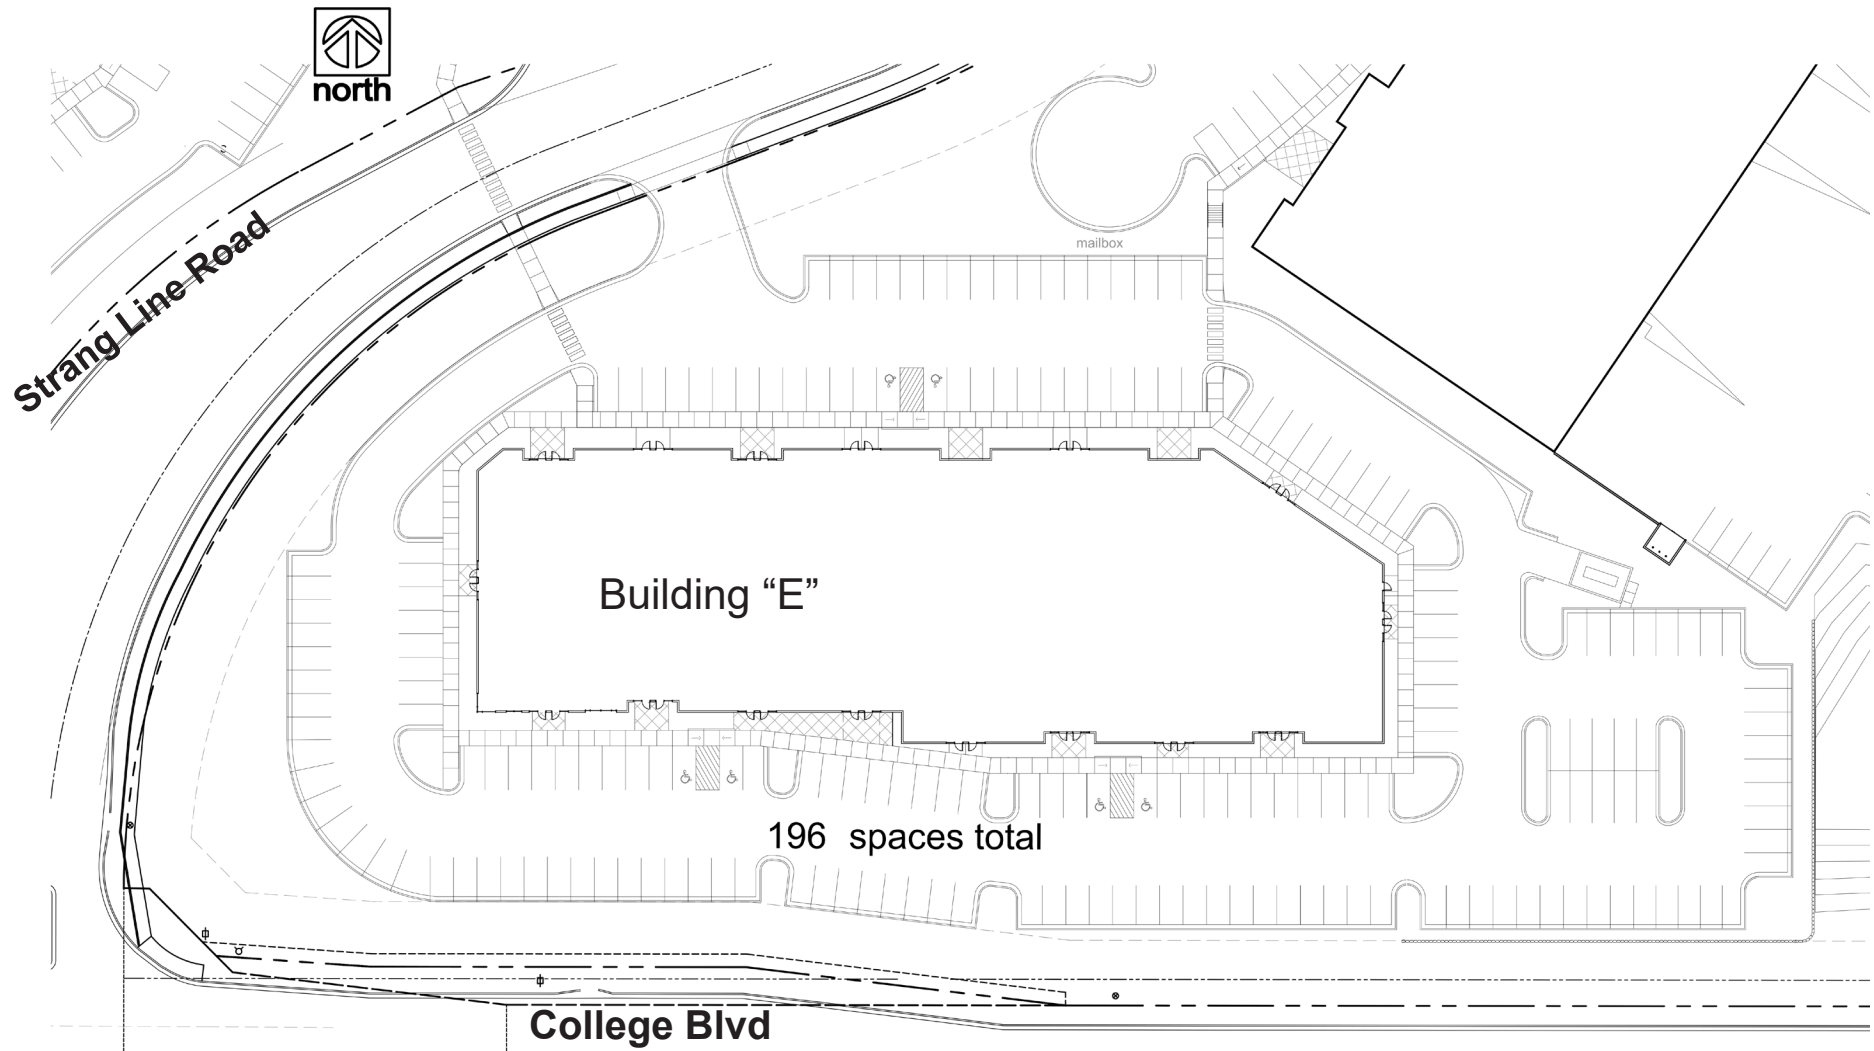 north
Strang Line Road
mailbox
Building “E”
196 spaces total
College Blvd